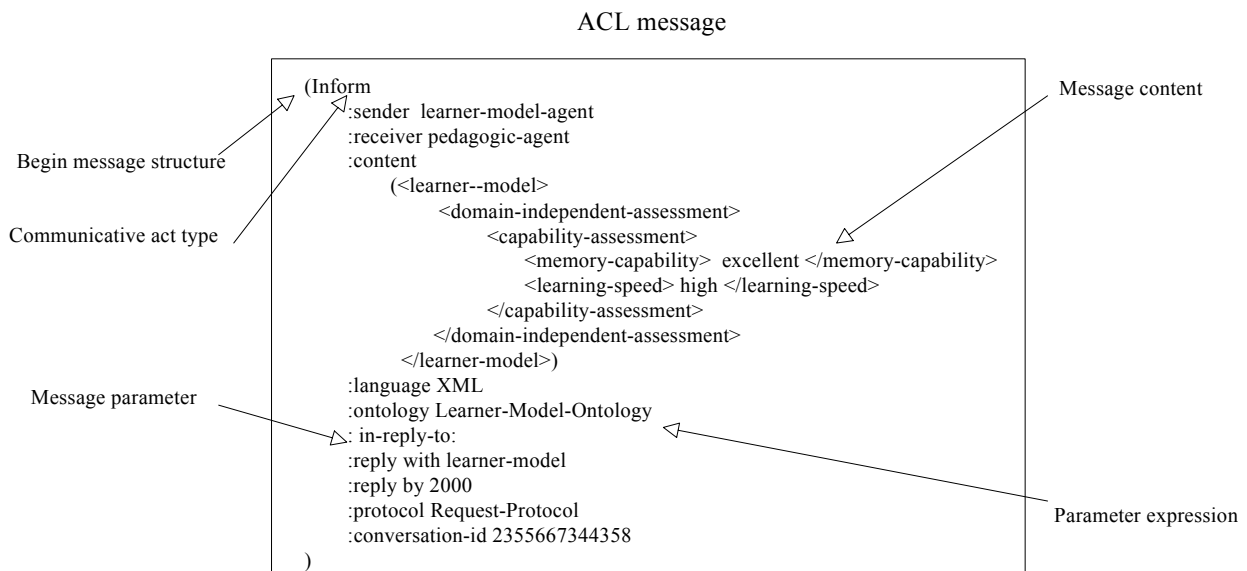 ACL message
(Inform
Message content
:sender learner-model-agent
:receiver pedagogic-agent
Begin message structure
:content
(<learner--model>
<domain-independent-assessment>
Communicative act type
<capability-assessment>
<memory-capability> excellent </memory-capability>
<learning-speed> high </learning-speed>
</capability-assessment>
</domain-independent-assessment>
</learner-model>)
:language XML
Message parameter
:ontology Learner-Model-Ontology
: in-reply-to:
:reply with learner-model
:reply by 2000
:protocol Request-Protocol
Parameter expression
:conversation-id 2355667344358
)